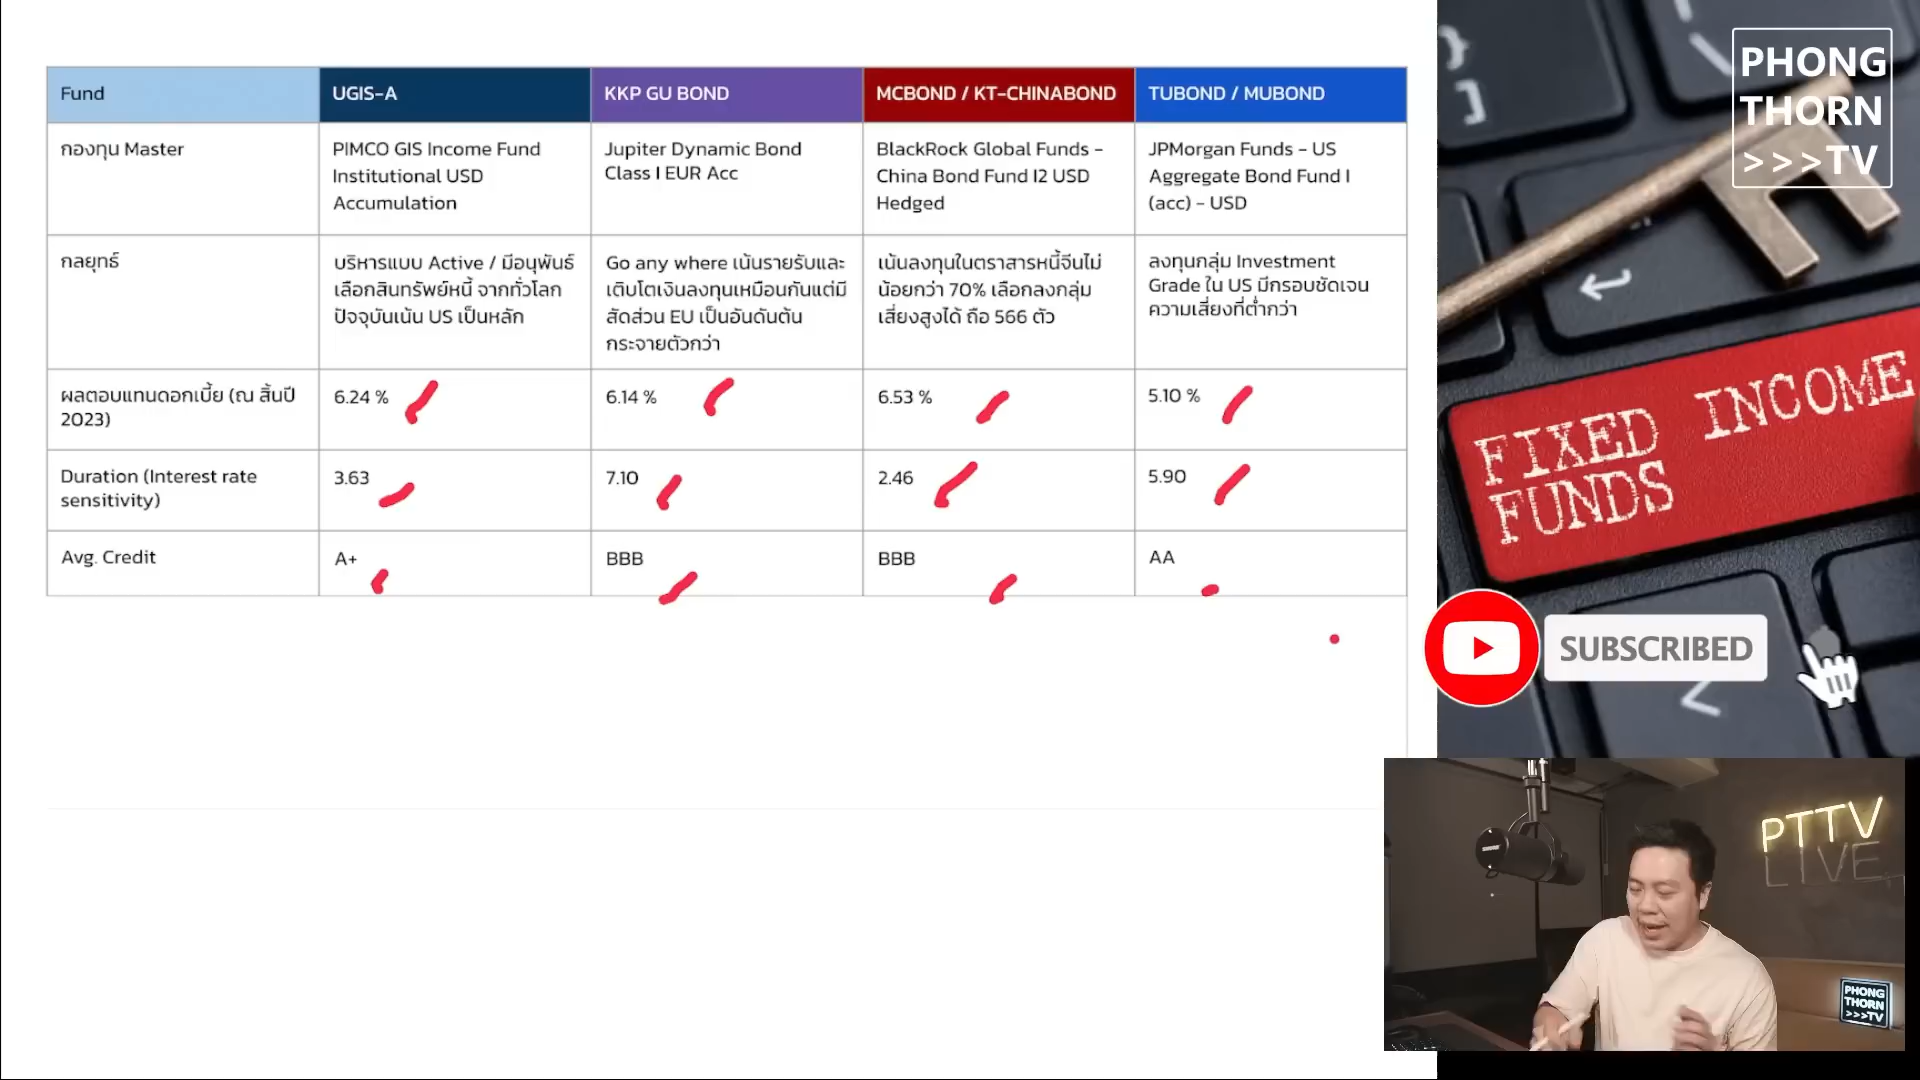 Fund
UGIS-A
KKP GU BOND
MCBOND / KT-CHINABOND
TUBOND / MUBOND
กองทุน Master
PIMCO GIS Income Fund
Institutional USD
Accumulation
Jupiter Dynamic Bond
Class I EUR Acc
BlackRock Global Funds -
China Bond Fund I2 USD
Hedged
JPMorgan Funds - US
Aggregate Bond Fund I
(acc) - USD
กลยุทธ์
บริหารแบบ Active / มีอนุพันธ์
เลือกสินทรัพย์หนี้ จากทั่วโลก
ปัจจุบันเน้น US เป็นหลัก
Go any where เน้นรายรับและ
เติบโตเงินลงทุนเหมือนกันแต่มี
สัดส่วน EU เป็นอันดับต้น
กระจายตัวกว่า
เน้นลงทุนในตราสารหนี้จีนไม่
น้อยกว่า 70% เลือกลงกลุ่ม
เสี่ยงสูงได้ ถือ 566 ตัว
ลงทุนกลุ่ม Investment
Grade ใน US มีกรอบชัดเจน
ความเสี่ยงที่ต่ำกว่า
ผลตอบแทนดอกเบี้ย (ณ สิ้นปี
2023)
6.24 %
6.14 %
6.53 %
5.10 %
Duration (Interest rate
sensitivity)
3.63
7.10
2.46
5.90
Avg. Credit
A+
BBB
BBB
AA
PHONG
THORN
>>>TV
FIXED INCOME
FUNDS
SUBSCRIBED
PTTV
LIVE
PHONG
THORN
>>>TV